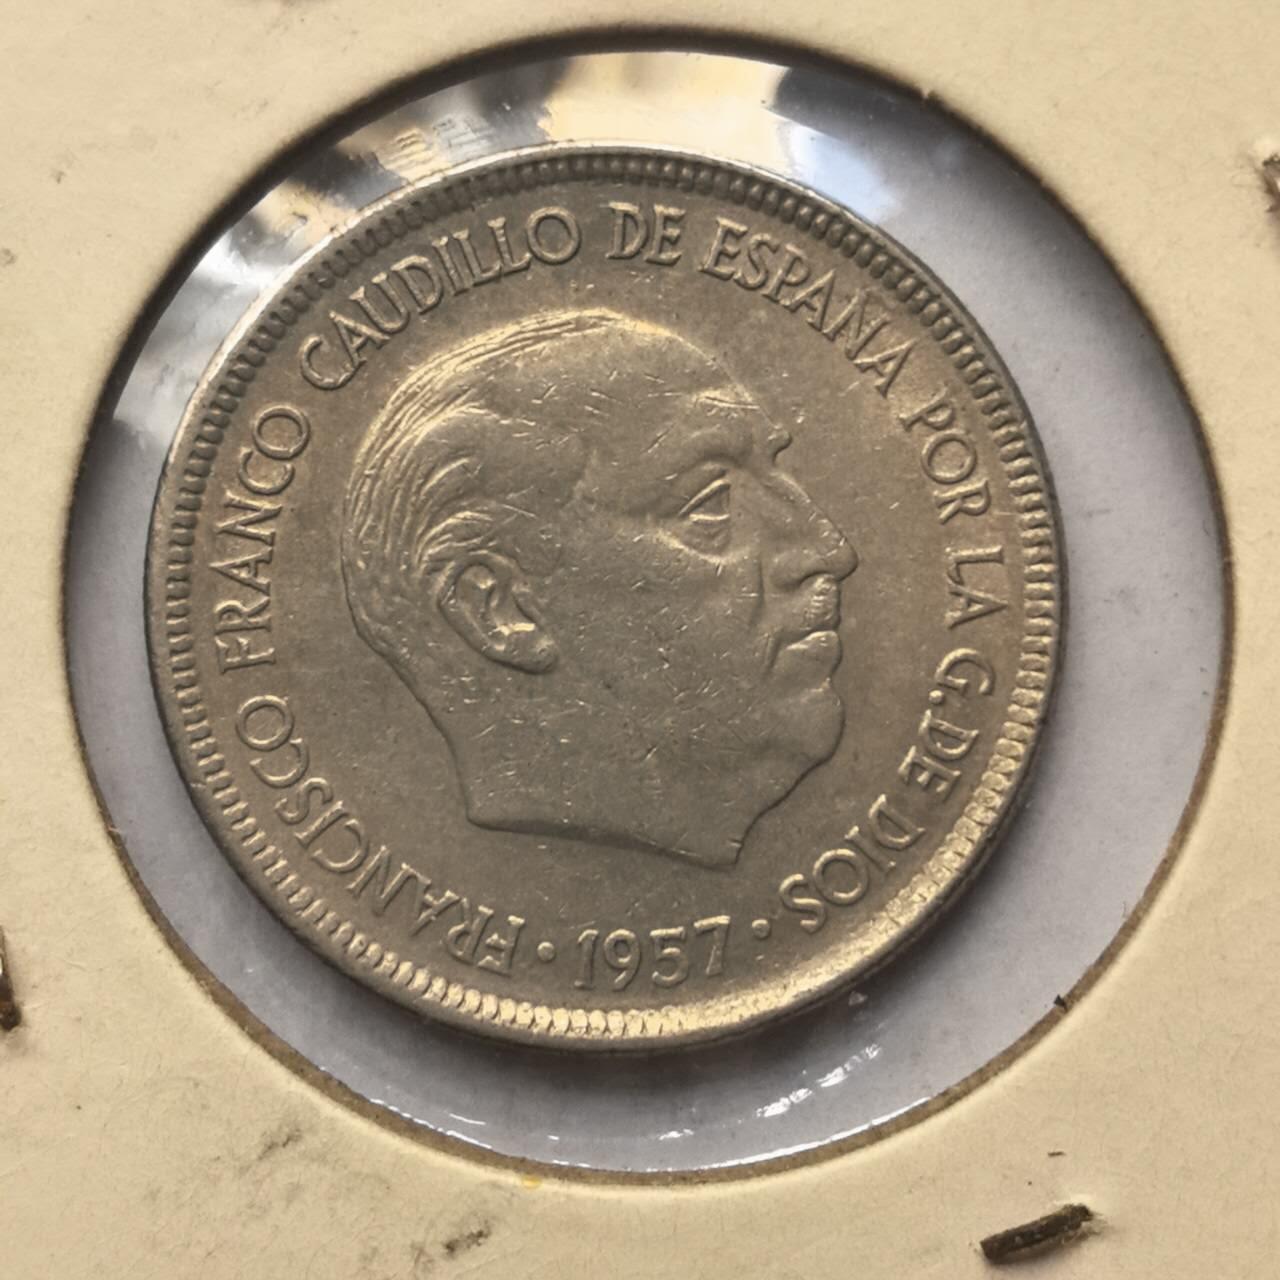 FRANCISCO FRANCO CAUDILLO DE ESPAÑA POR LA G. DE DIOS
· 1957 ·